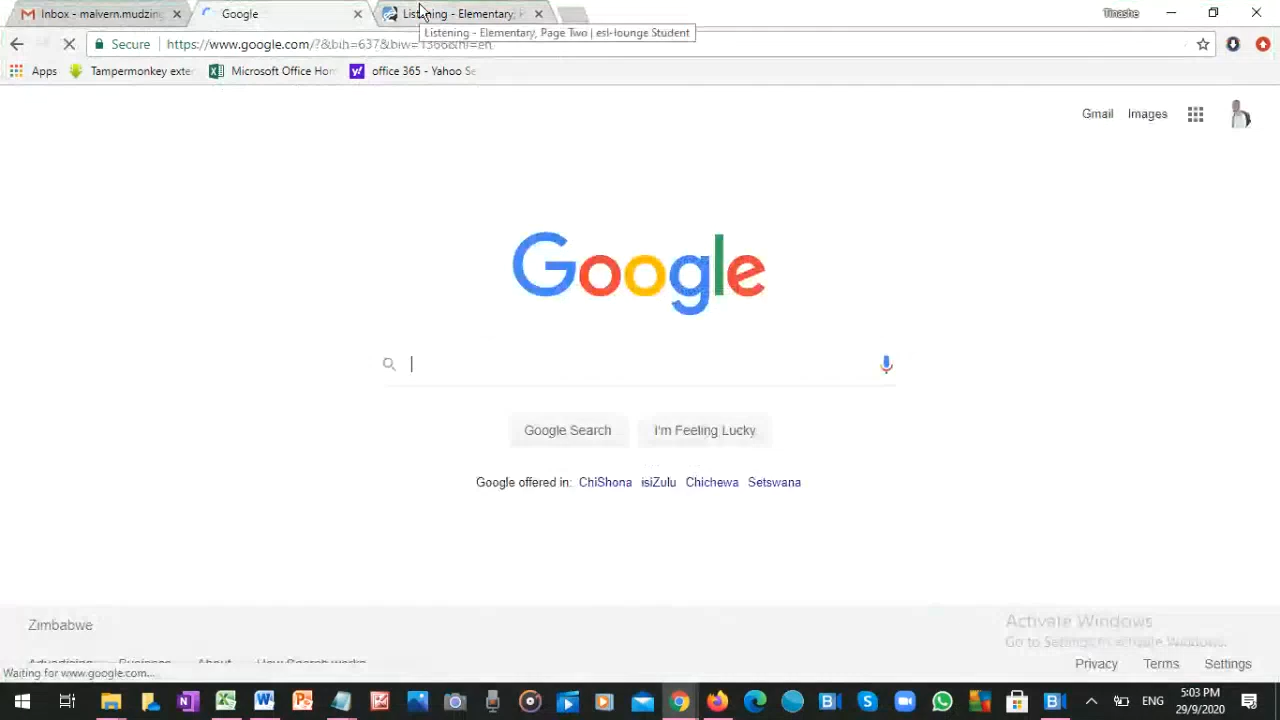 Inbox - malvern.mudzing
Google
Listening - Elementary, P
Tinashe
Listening - Elementary, Page Two | esl-lounge Student
Secure
https://www.google.com/?&bih=637&biw=1366&hl=en
Apps
Tampermonkey exter
Microsoft Office Hom
office 365 - Yahoo Se
Gmail
Images
Google
Google Search
I'm Feeling Lucky
Google offered in: ChiShona isiZulu Chichewa Setswana
Zimbabwe
Activate Windows
Go to Settings to activate Windows.
Advertising Business About How Search works
Privacy Terms Settings
Waiting for www.google.com...
ENG
5:03 PM
29/9/2020